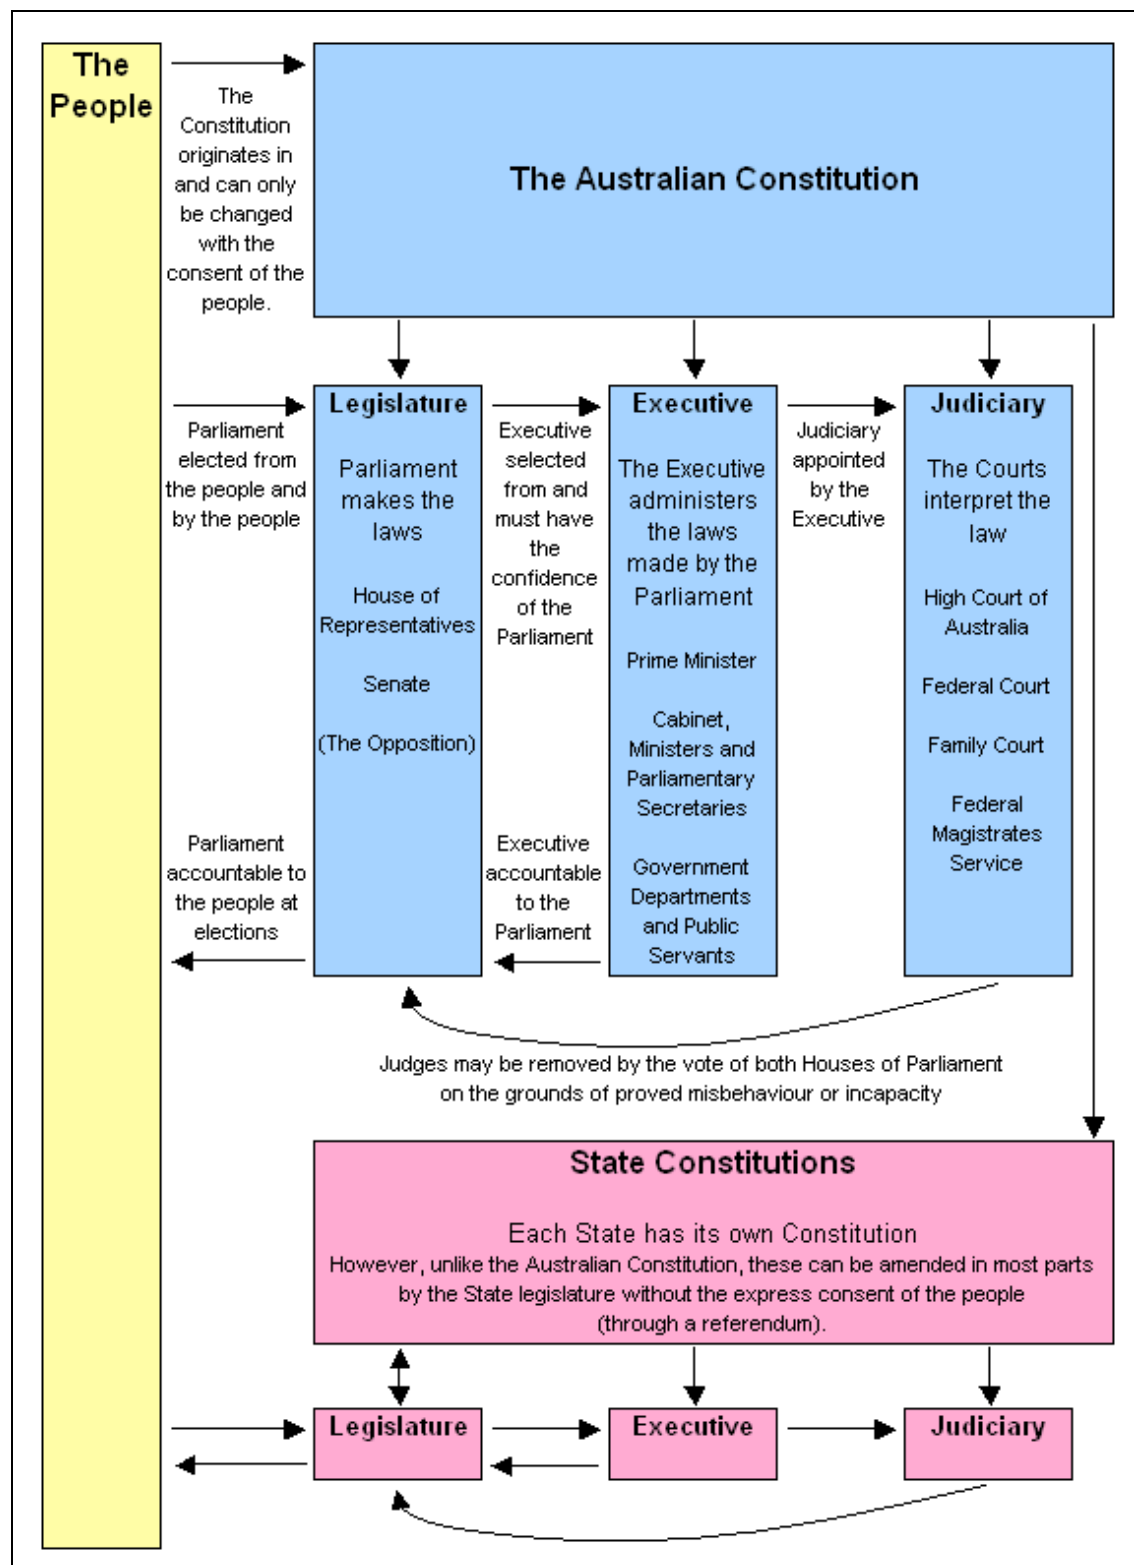 The
People
The
Constitution
originates in
and can only
be changed
with the
consent of the
people.
The Australian Constitution
Parliament
elected from
the people and
by the people
Legislature
Parliament
makes the
laws
House of
Representatives
Senate
(The Opposition)
Executive
selected
from and
must have
the
confidence
of the
Parliament
Executive
The Executive
administers
the laws
made by the
Parliament
Prime Minister
Cabinet,
Ministers and
Parliamentary
Secretaries
Government
Departments
and Public
Servants
Judiciary
appointed
by the
Executive
Judiciary
The Courts
interpret the
law
High Court of
Australia
Federal Court
Family Court
Federal
Magistrates
Service
Parliament
accountable to
the people at
elections
Executive
accountable
to the
Parliament
Judges may be removed by the vote of both Houses of Parliament
on the grounds of proved misbehaviour or incapacity
State Constitutions
Each State has its own Constitution
However, unlike the Australian Constitution, these can be amended in most parts
by the State legislature without the express consent of the people
(through a referendum).
Legislature
Executive
Judiciary